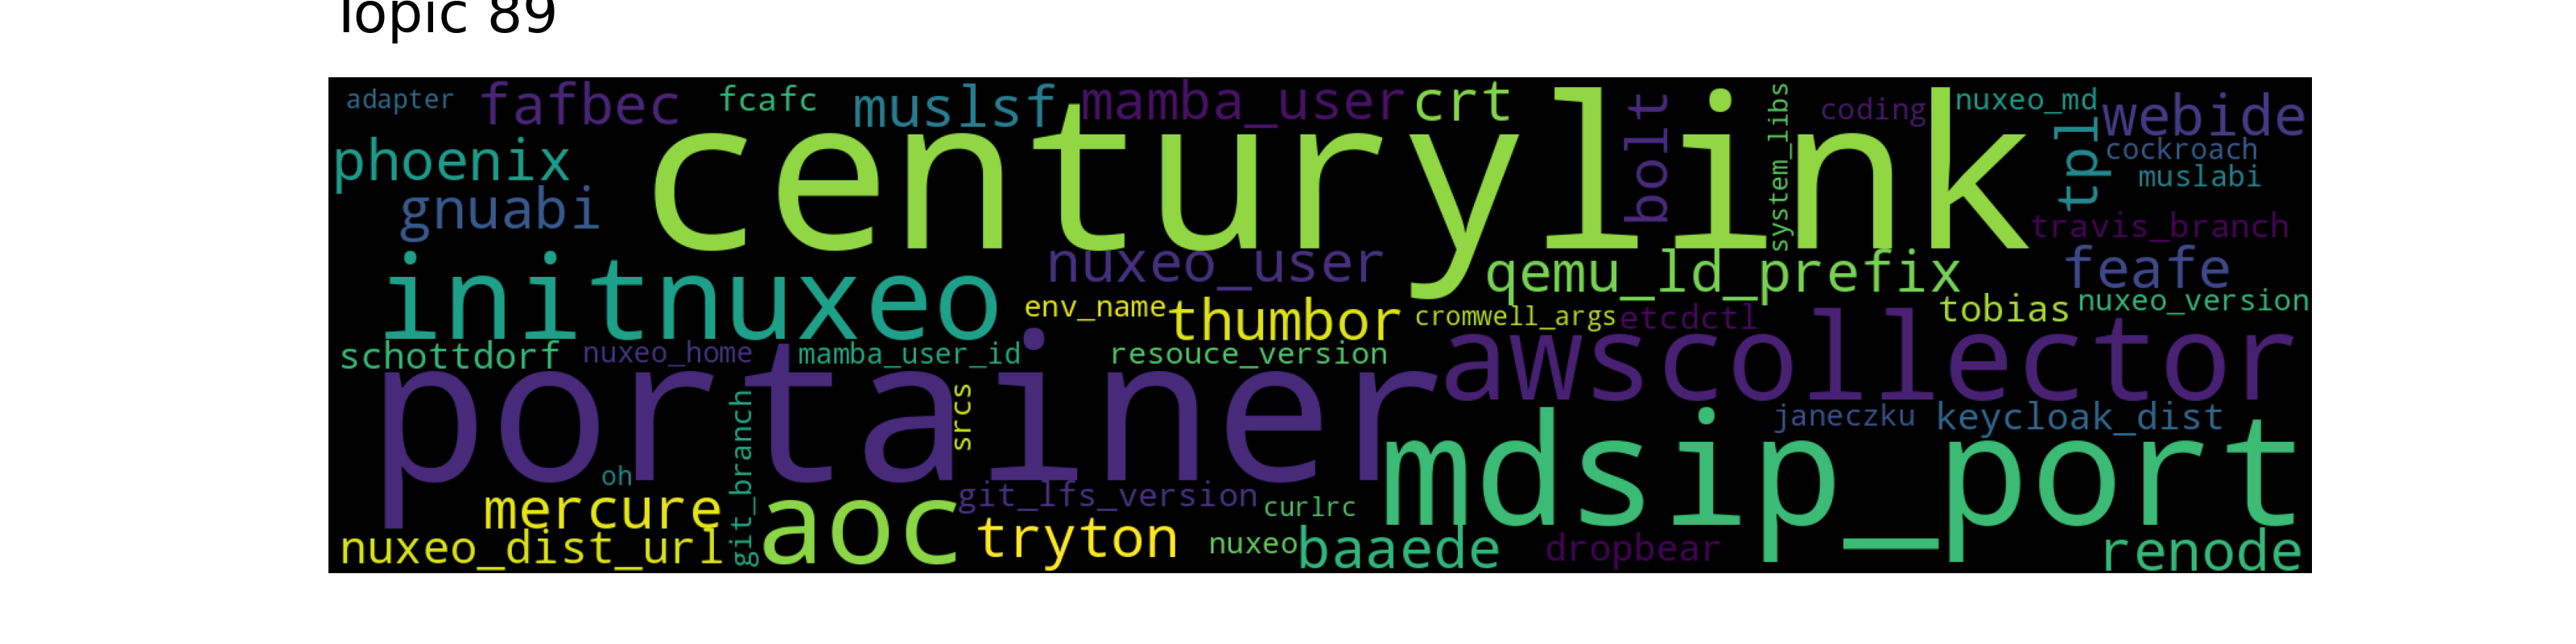 Topic 89
adapter fafbec fcafc muslsf mamba_user crt bolt system_libs coding nuxeo_md webide
phoenix centurylink tpl cockroach
muslabi
gnuabi travis_branch
initnuxeo nuxeo_user qemu_ld_prefix feafe
env_name thumbor cromwell_args etcdctl tobias nuxeo_version
schottdorf nuxeo_home mamba_user_id resouce_version awscollector
portainer srcs janeczku keycloak_dist
oh git_branch git_lfs_version curlrc mdsip_port
mercure aoc tryton
nuxeo_dist_url nuxeo baaede dropbear renode